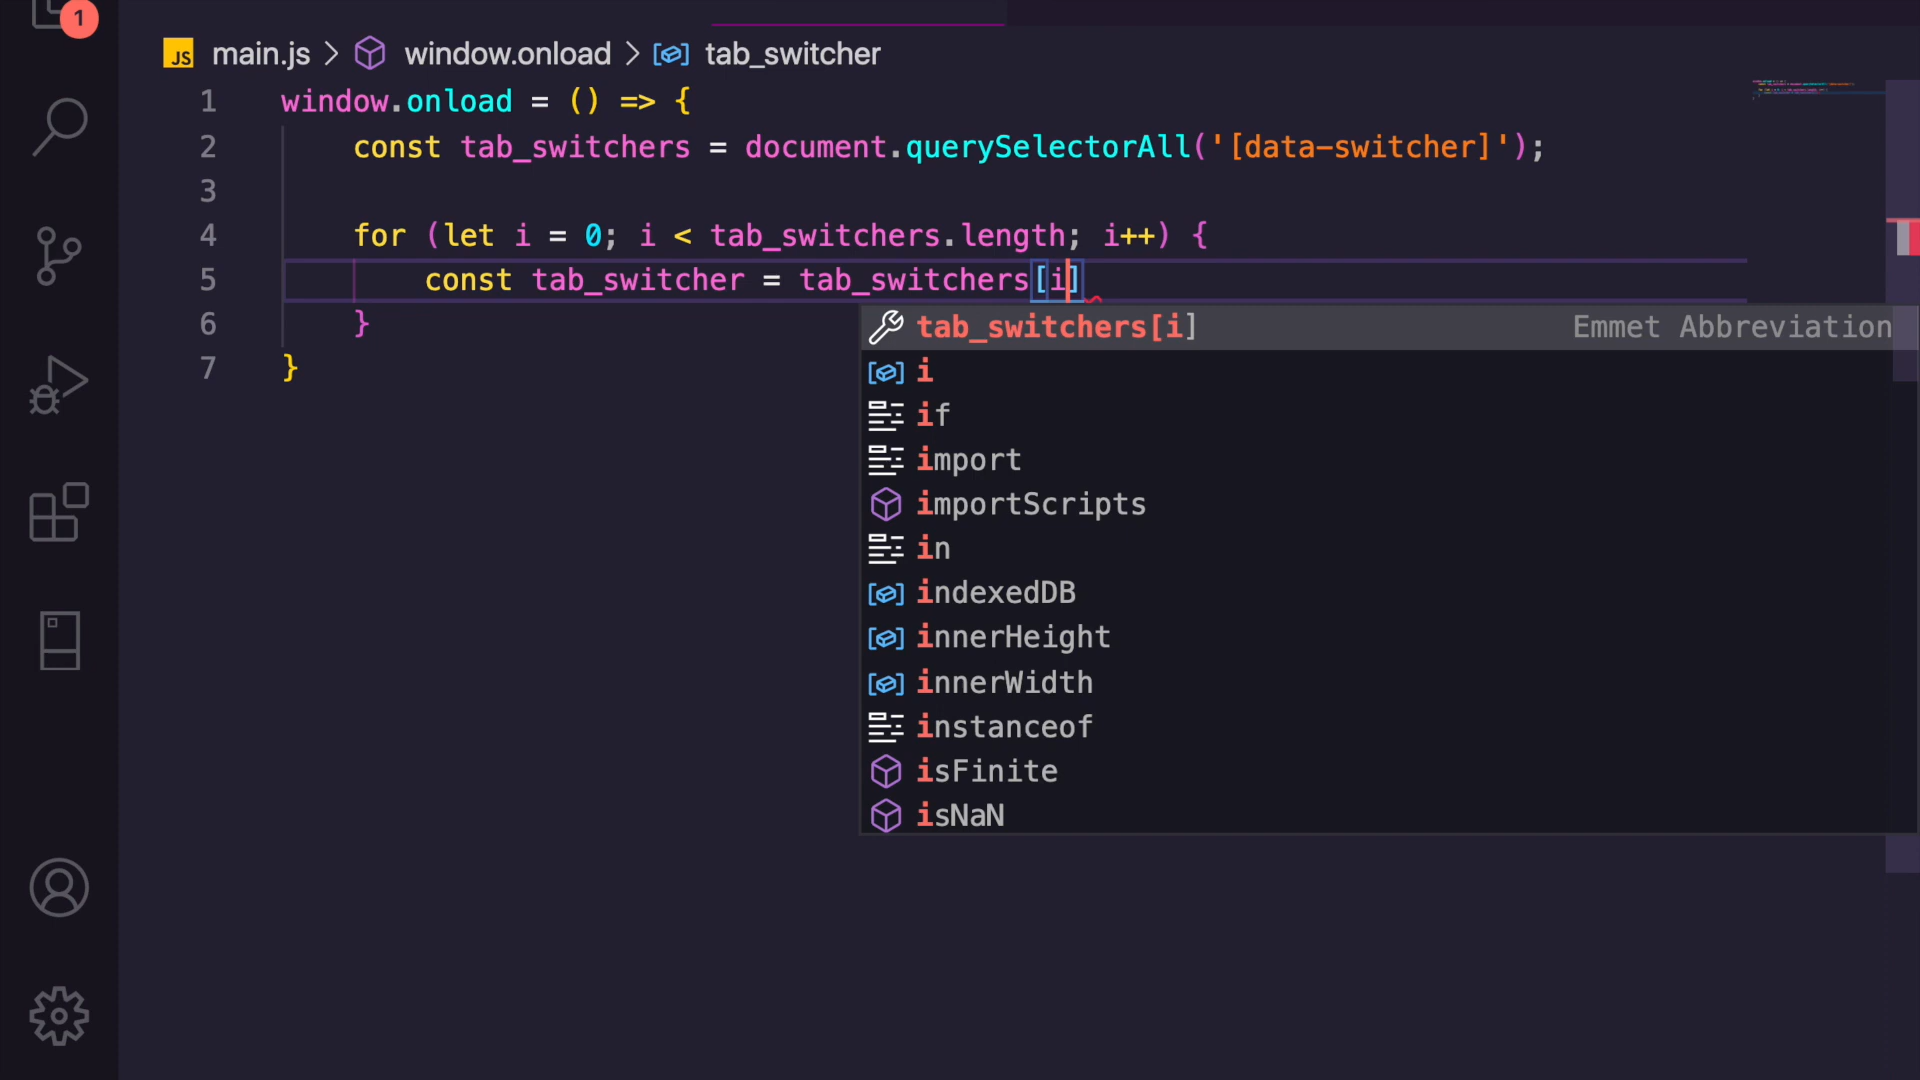 1
JS main.js > window.onload > tab_switcher
1 window.onload = () => {
2 const tab_switchers = document.querySelectorAll('[data-switcher]');
3
4 for (let i = 0; i < tab_switchers.length; i++) {
5 const tab_switcher = tab_switchers[i]
6 }
7 }
tab_switchers[i] Emmet Abbreviation
i
if
import
importScripts
in
indexedDB
innerHeight
innerWidth
instanceof
isFinite
isNaN